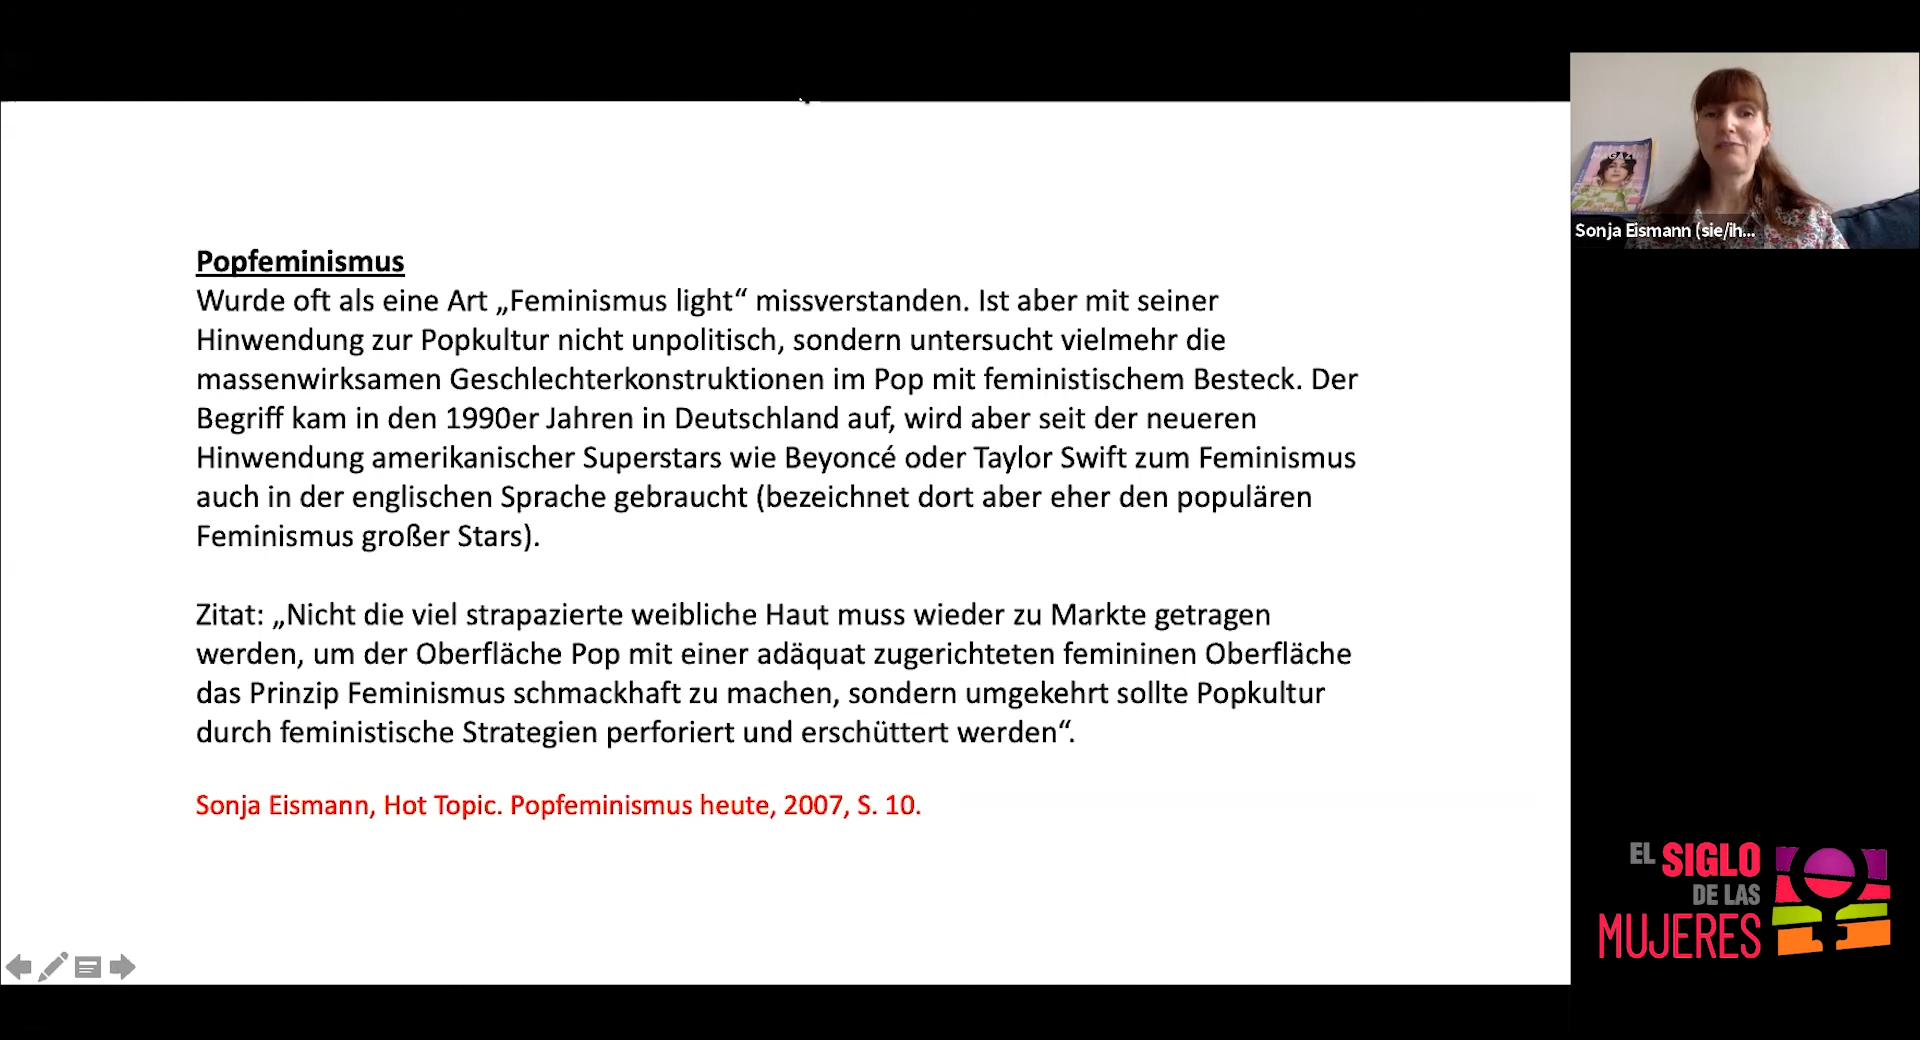 Popfeminismus
Wurde oft als eine Art „Feminismus light“ missverstanden. Ist aber mit seiner
Hinwendung zur Popkultur nicht unpolitisch, sondern untersucht vielmehr die
massenwirksamen Geschlechterkonstruktionen im Pop mit feministischem Besteck. Der
Begriff kam in den 1990er Jahren in Deutschland auf, wird aber seit der neueren
Hinwendung amerikanischer Superstars wie Beyoncé oder Taylor Swift zum Feminismus
auch in der englischen Sprache gebraucht (bezeichnet dort aber eher den populären
Feminismus großer Stars).
Zitat: „Nicht die viel strapazierte weibliche Haut muss wieder zu Markte getragen
werden, um der Oberfläche Pop mit einer adäquat zugerichteten femininen Oberfläche
das Prinzip Feminismus schmackhaft zu machen, sondern umgekehrt sollte Popkultur
durch feministische Strategien perforiert und erschüttert werden“.
Sonja Eismann, Hot Topic. Popfeminismus heute, 2007, S. 10.
Sonja Eismann (sie/ih...
EL SIGLO
DE LAS
MUJERES